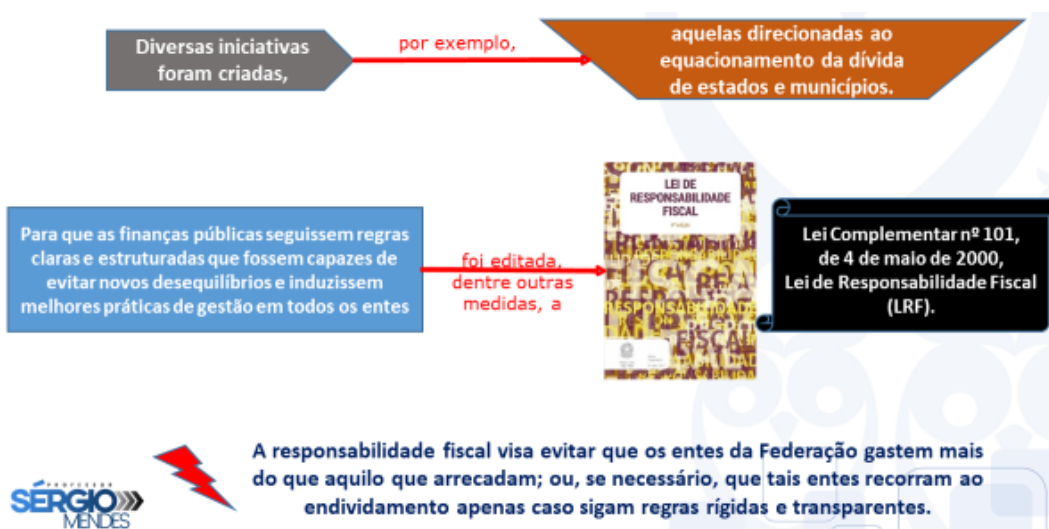 Diversas iniciativas
foram criadas,
por exemplo,
aquelas direcionadas ao
equacionamento da dívida
de estados e municípios.
Para que as finanças públicas seguissem regras
claras e estruturadas que fossem capazes de
evitar novos desequilíbrios e induzissem
melhores práticas de gestão em todos os entes
foi editada,
dentre outras
medidas, a
LEI DE
RESPONSABILIDADE
FISCAL
Lei Complementar nº 101,
de 4 de maio de 2000,
Lei de Responsabilidade Fiscal
(LRF).
A responsabilidade fiscal visa evitar que os entes da Federação gastem mais
do que aquilo que arrecadam; ou, se necessário, que tais entes recorram ao
endividamento apenas caso sigam regras rígidas e transparentes.
PROFESSOR
SÉRGIO
MENDES